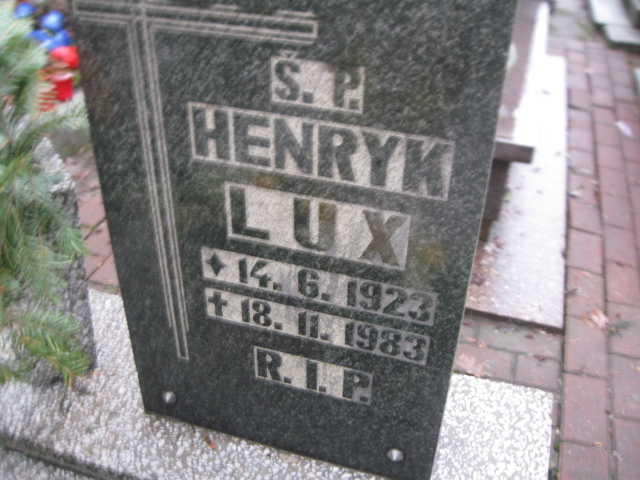 Ś. P.
HENRYK
LUX
✦ 14. 6. 1923
✝ 18. 11. 1983
R. I. P.